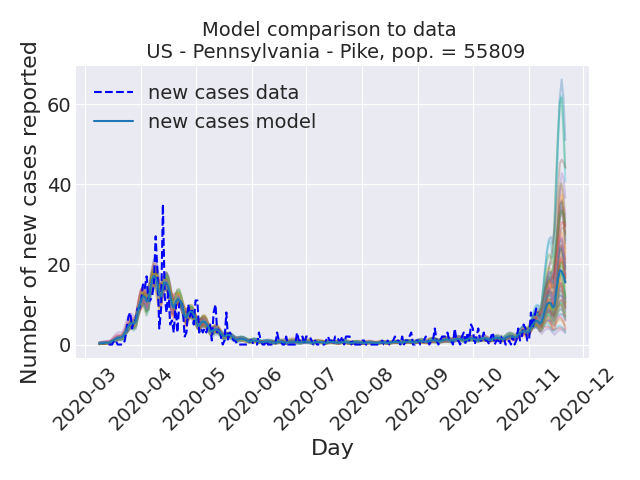 Model comparison to data
US - Pennsylvania - Pike, pop. = 55809
new cases data
new cases model
Number of new cases reported
60
40
20
0
2020-03
2020-04
2020-05
2020-06
2020-07
2020-08
2020-09
2020-10
2020-11
2020-12
Day